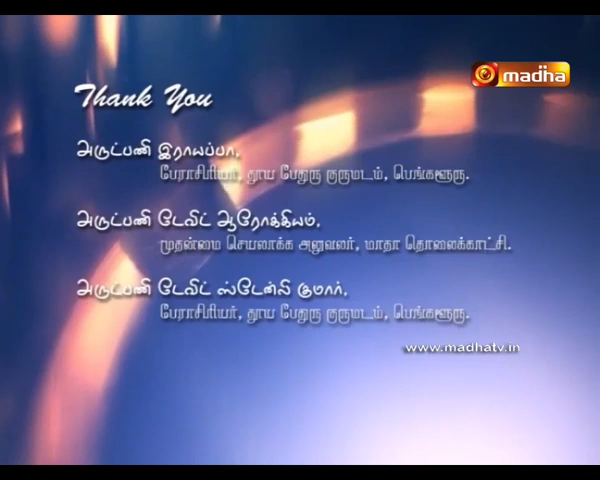 madha
Thank You
அருட்பணி இராயப்பா,
பேராசிரியர், தூய பேதுரு குருமடம், பெங்களூரு.
அருட்பணி டேவிட் ஆரோக்கியம்,
முதன்மை செயலாக்க அலுவலர், மாதா தொலைக்காட்சி.
அருட்பணி டேவிட் ஸ்டேன்லி குமார்,
பேராசிரியர், தூய பேதுரு குருமடம், பெங்களூரு.
www.madhatv.in